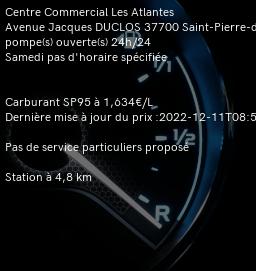 Centre Commercial Les Atlantes
Avenue Jacques DUCLOS 37700 Saint-Pierre-d
pompe(s) ouverte(s) 24h/24
Samedi pas d'horaire spécifiée
1/1
Carburant SP95 à 1,634€/L
Dernière mise à jour du prix :2022-12-11T08:5
1/2
Pas de service particuliers proposé
Station à 4,8 km
R